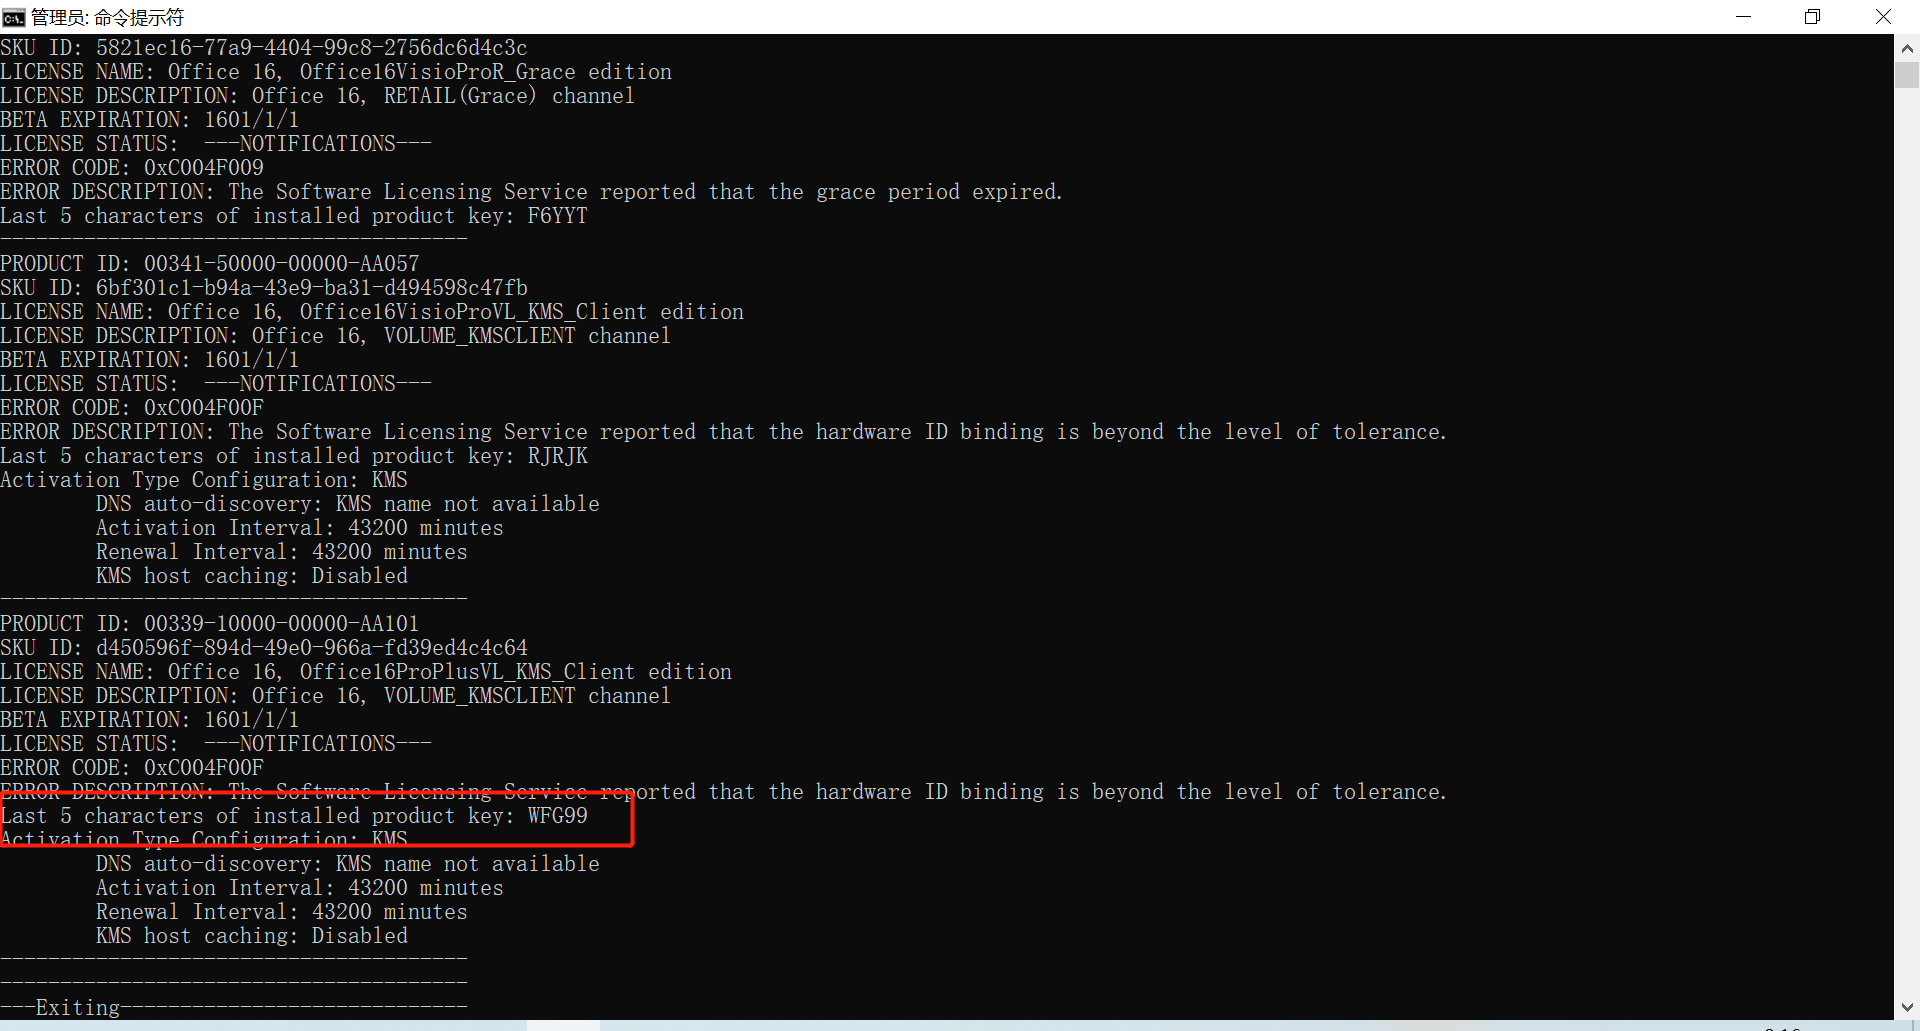 管理员: 命令提示符
SKU ID: 5821ec16-77a9-4404-99c8-2756dc6d4c3c
LICENSE NAME: Office 16, Office16VisioProR_Grace edition
LICENSE DESCRIPTION: Office 16, RETAIL(Grace) channel
BETA EXPIRATION: 1601/1/1
LICENSE STATUS:  ---NOTIFICATIONS---
ERROR CODE: 0xC004F009
ERROR DESCRIPTION: The Software Licensing Service reported that the grace period expired.
Last 5 characters of installed product key: F6YYT
---------------------------------------
PRODUCT ID: 00341-50000-00000-AA057
SKU ID: 6bf301c1-b94a-43e9-ba31-d494598c47fb
LICENSE NAME: Office 16, Office16VisioProVL_KMS_Client edition
LICENSE DESCRIPTION: Office 16, VOLUME_KMSCLIENT channel
BETA EXPIRATION: 1601/1/1
LICENSE STATUS:  ---NOTIFICATIONS---
ERROR CODE: 0xC004F00F
ERROR DESCRIPTION: The Software Licensing Service reported that the hardware ID binding is beyond the level of tolerance.
Last 5 characters of installed product key: RJRJK
Activation Type Configuration: KMS
        DNS auto-discovery: KMS name not available
        Activation Interval: 43200 minutes
        Renewal Interval: 43200 minutes
        KMS host caching: Disabled
---------------------------------------
PRODUCT ID: 00339-10000-00000-AA101
SKU ID: d450596f-894d-49e0-966a-fd39ed4c4c64
LICENSE NAME: Office 16, Office16ProPlusVL_KMS_Client edition
LICENSE DESCRIPTION: Office 16, VOLUME_KMSCLIENT channel
BETA EXPIRATION: 1601/1/1
LICENSE STATUS:  ---NOTIFICATIONS---
ERROR CODE: 0xC004F00F
ERROR DESCRIPTION: The Software Licensing Service reported that the hardware ID binding is beyond the level of tolerance.
Last 5 characters of installed product key: WFG99
Activation Type Configuration: KMS
        DNS auto-discovery: KMS name not available
        Activation Interval: 43200 minutes
        Renewal Interval: 43200 minutes
        KMS host caching: Disabled
---------------------------------------
---------------------------------------
---Exiting-----------------------------